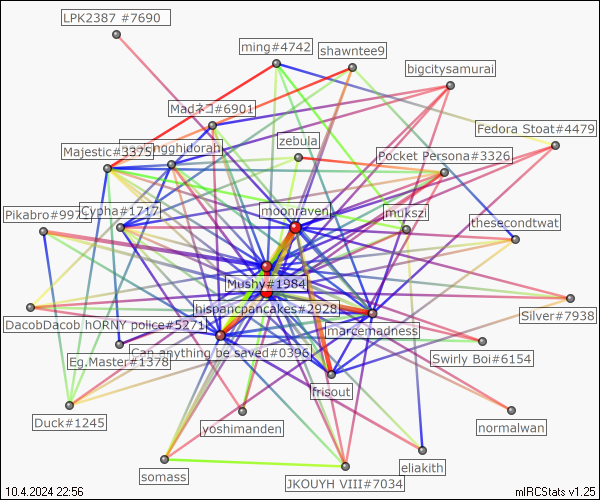 LPK2387 #7690
ming#4742
shawntee9
bigcitysamurai
Madネコ#6901
Fedora Stoat#4479
zebula
Majestic#3375
ngghidorah
Pocket Persona#3326
Pikabro#997
Cypha#1717
moonraven
mukszi
thesecondtwat
Mushy#1984
hispancpancakes#2928
Silver#7938
DacobDacob hORNY police#5271
marcemadness
Can anything be saved#0396
Eg.Master#1378
Swirly Boi#6154
frisout
Duck#1245
yoshimanden
normalwan
somass
JKOUYH VIII#7034
eliakith
10.4.2024 22:56
mIRCStats v1.25